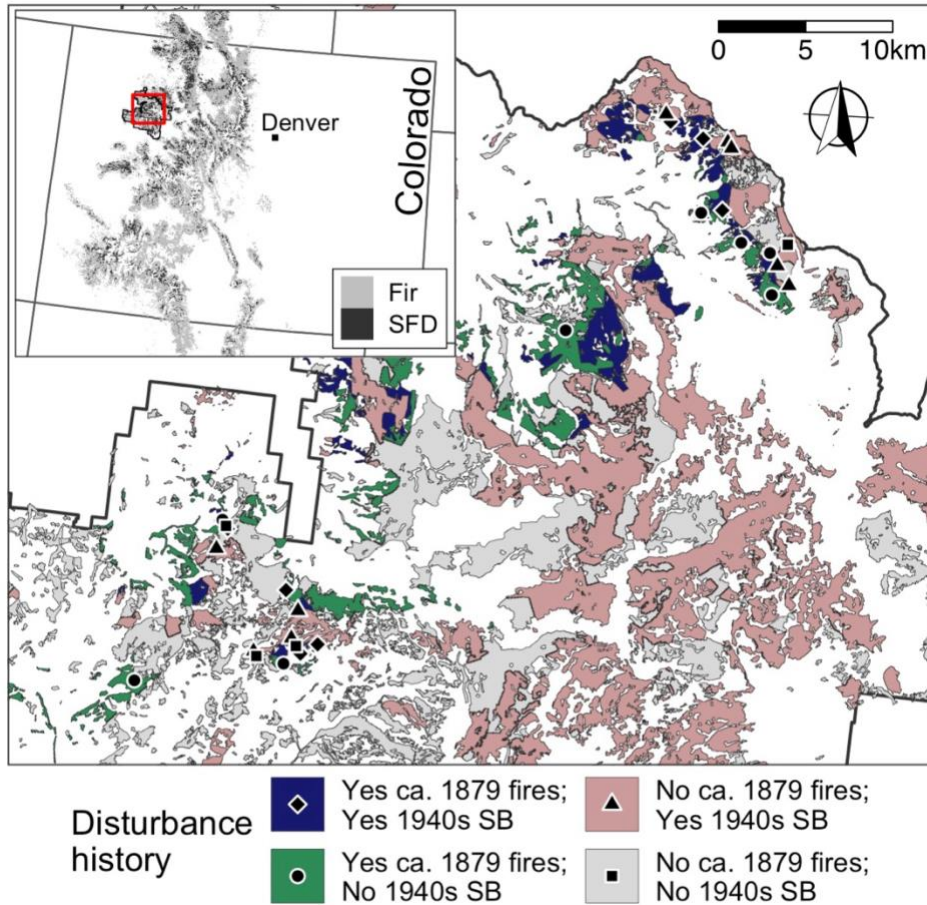 0 5 10km
Denver
Colorado
Fir
SFD
Disturbance
history
Yes ca. 1879 fires;
Yes 1940s SB
No ca. 1879 fires;
Yes 1940s SB
Yes ca. 1879 fires;
No 1940s SB
No ca. 1879 fires;
No 1940s SB